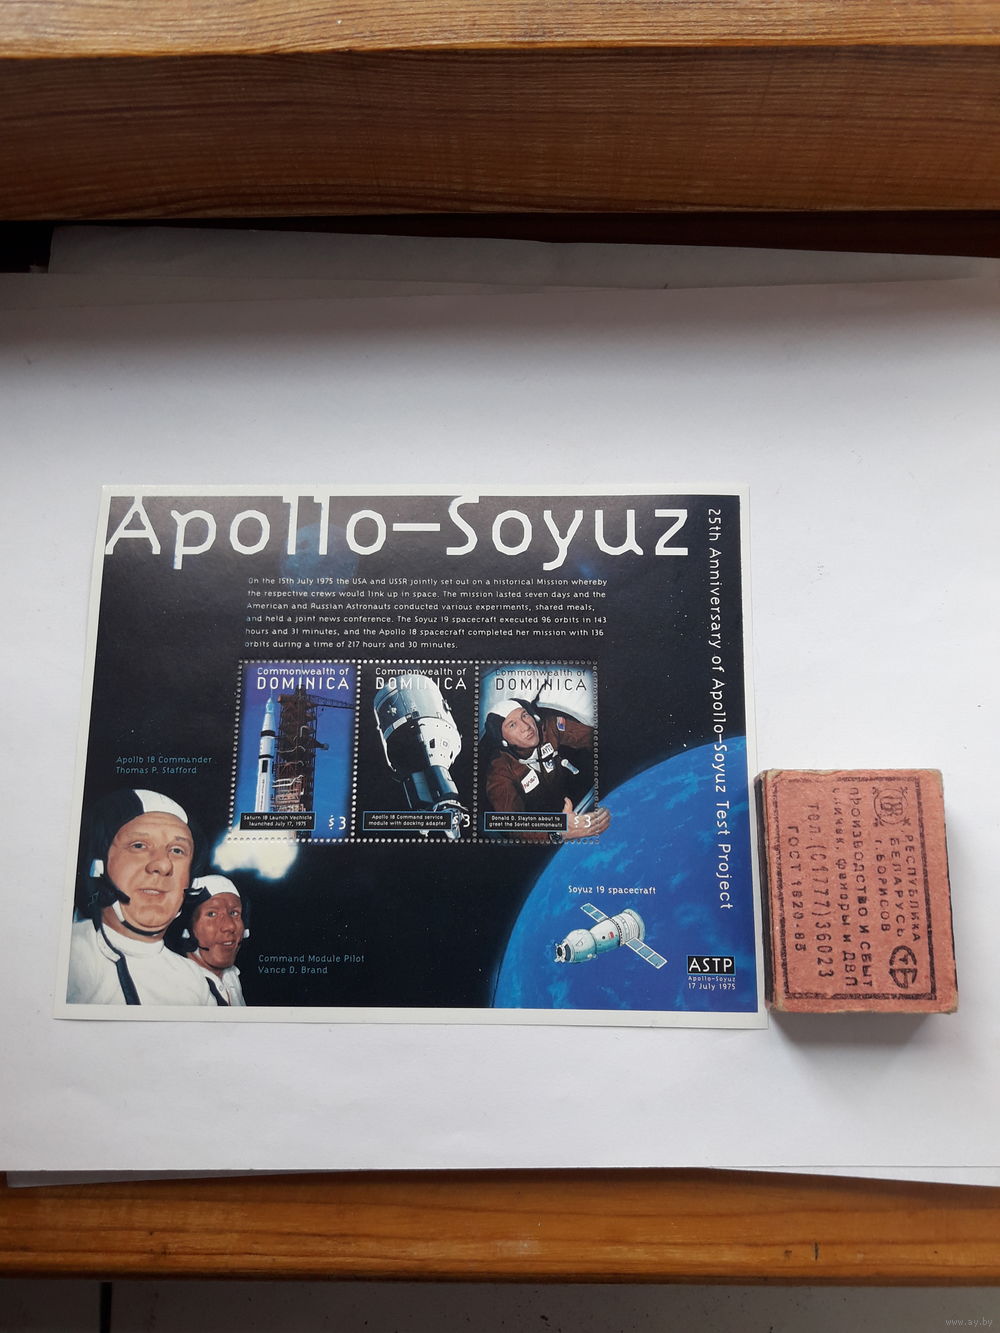 Apollo–Soyuz
25th Anniversary of Apollo–Soyuz Test Project
On the 15th July 1975 the USA and USSR jointly set out on a historical Mission whereby
the respective crews would link up in space. The mission lasted seven days and the
American and Russian Astronauts conducted various experiments, shared meals,
and held a joint news conference. The Soyuz 19 spacecraft executed 96 orbits in 143
hours and 31 minutes, and the Apollo 18 spacecraft completed her mission with 136
orbits during a time of 217 hours and 30 minutes.
Commonwealth of
DOMINICA
Saturn 1B Launch Vechicle
launched July 17, 1975
$3
Commonwealth of
DOMINICA
Apollo 18 Command service
module with docking adapter
$3
Commonwealth of
DOMINICA
Donald D. Slayton about to
greet the Soviet cosmonauts
$3
Apollo 18 Commander
Thomas P. Stafford
Command Module Pilot
Vance D. Brand
Soyuz 19 spacecraft
ASTP
Apollo–Soyuz
17 July 1975
РЕСПУБЛИКА
БЕЛАРУСЬ
г. БОРИСОВ
ПРОИЗВОДСТВО И СБЫТ
спичек, фанеры и ДВП
тел. (01777) 36023
ГОСТ 1820-85
www.ay.by